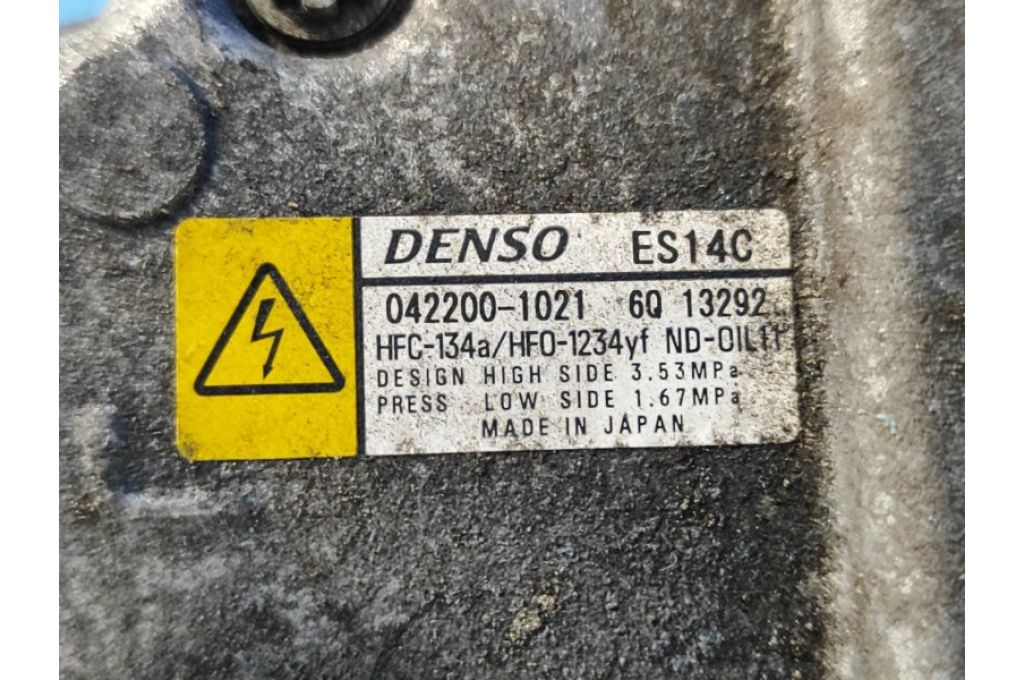 DENSO ES14C
042200-1021 6Q 13292
HFC-134a/HFO-1234yf ND-OIL11
DESIGN HIGH SIDE 3.53MPa
PRESS LOW SIDE 1.67MPa
MADE IN JAPAN